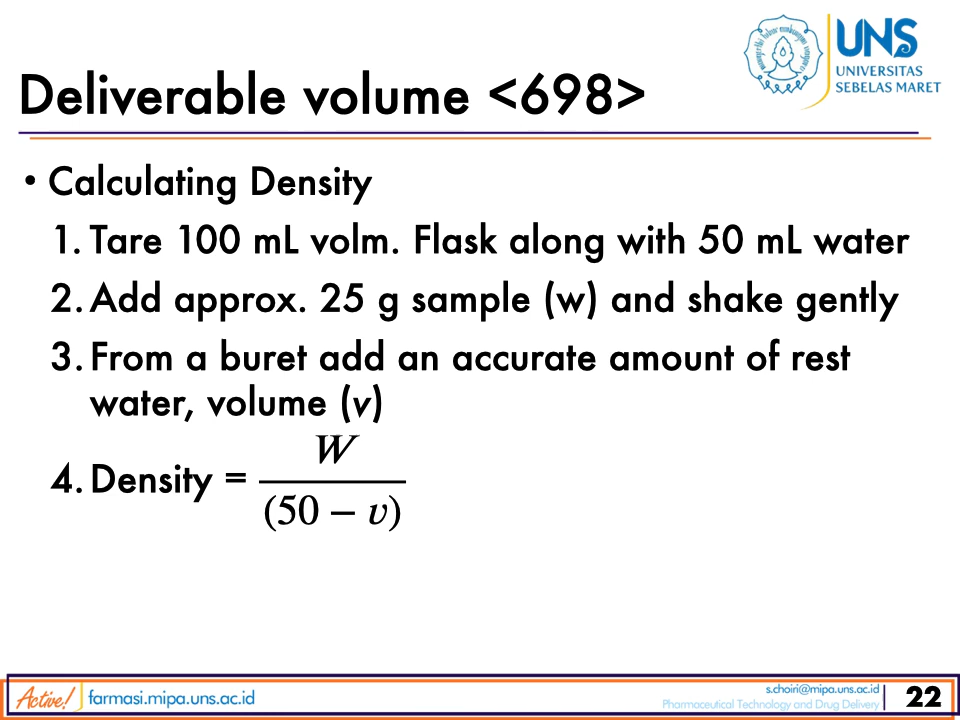 UNS
UNIVERSITAS
SEBELAS MARET
Deliverable volume <698>
• Calculating Density
1. Tare 100 mL volm. Flask along with 50 mL water
2. Add approx. 25 g sample (w) and shake gently
3. From a buret add an accurate amount of rest
water, volume (v)
4. Density = W / (50 − v)
Active! farmasi.mipa.uns.ac.id
s.choiri@mipa.uns.ac.id
Pharmaceutical Technology and Drug Delivery
22